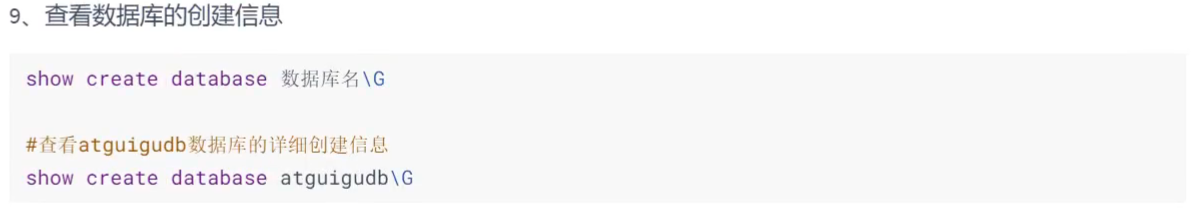 9、查看数据库的创建信息
show create database 数据库名\G
#查看atguigudb数据库的详细创建信息
show create database atguigudb\G